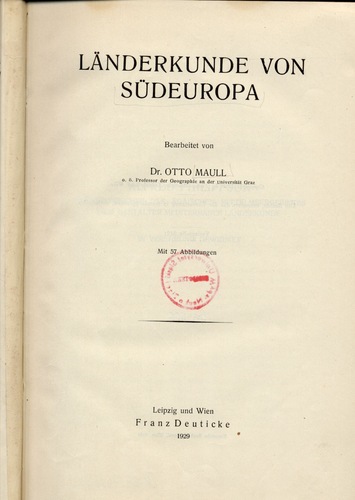 LÄNDERKUNDE VON
SÜDEUROPA
Bearbeitet von
Dr. OTTO MAULL
o. ö. Professor der Geographie an der Universität Graz
Mit 57 Abbildungen
Leipzig und Wien
Franz Deuticke
1929